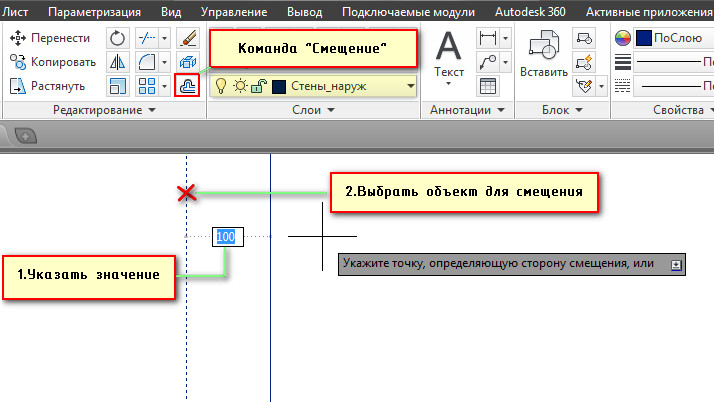 Лист Параметризация Вид Управление Вывод Подключаемые модули Autodesk 360 Активные приложения
Перенести
Копировать
Растянуть
Редактирование
Команда "Смещение"
Стены_наруж
Слои
Текст
Аннотации
Вставить
Блок
ПоСлою
Свойства
2.Выбрать объект для смещения
100
1.Указать значение
Укажите точку, определяющую сторону смещения, или